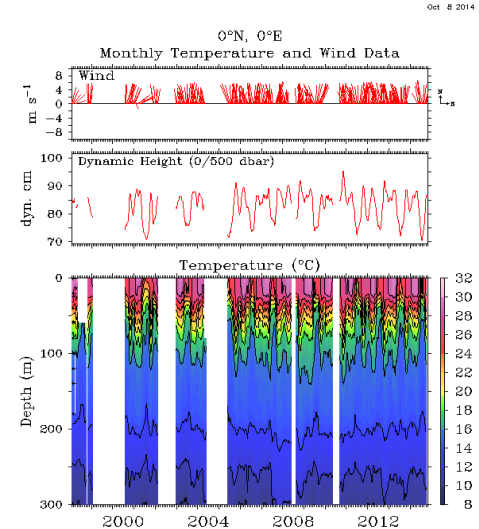 Oct 8 2014
0°N, 0°E
Monthly Temperature and Wind Data
Wind
m s⁻¹
8
4
0
−4
−8
N
E
Dynamic Height (0/500 dbar)
dyn. cm
100
90
80
70
Temperature (°C)
Depth (m)
0
100
200
300
32
30
28
26
24
22
20
18
16
14
12
10
8
2000 2004 2008 2012